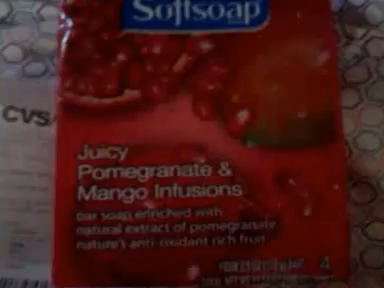 Softsoap
CVS
Juicy
Pomegranate &
Mango Infusions
bar soap enriched with
natural extract of pomegranate
nature's anti-oxidant rich fruit
4